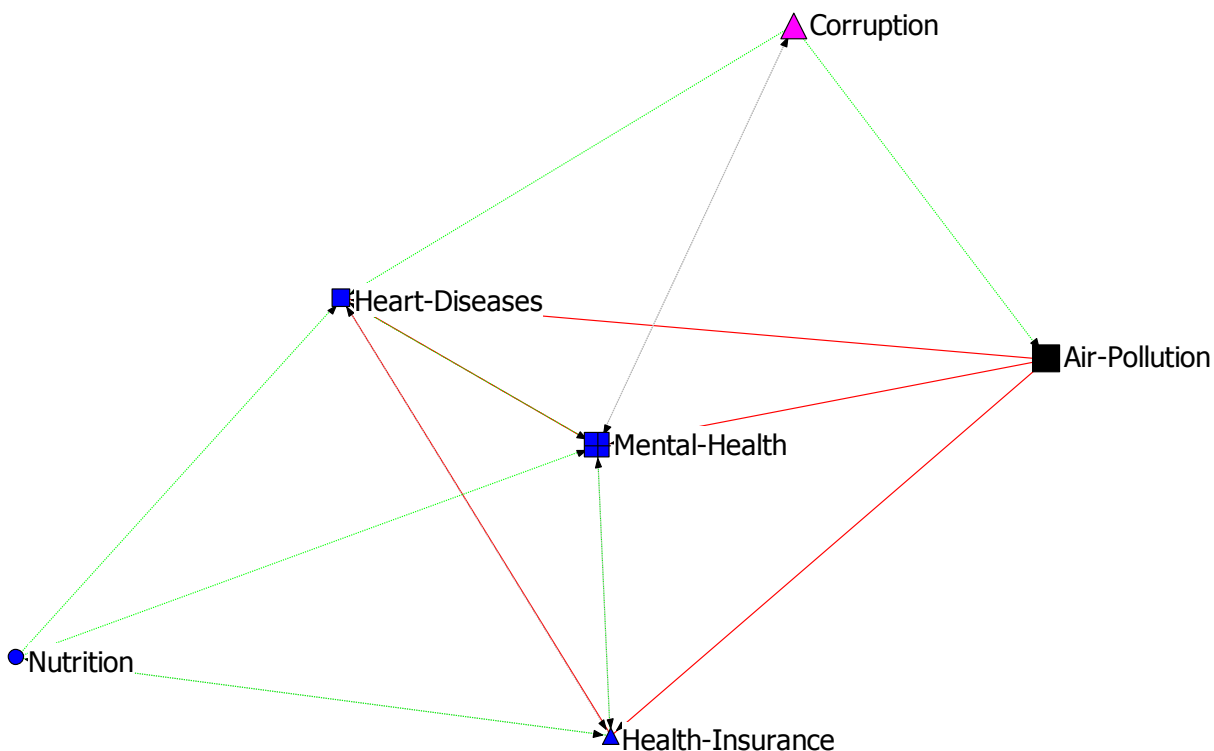 Corruption
Heart-Diseases
Air-Pollution
Mental-Health
Nutrition
Health-Insurance